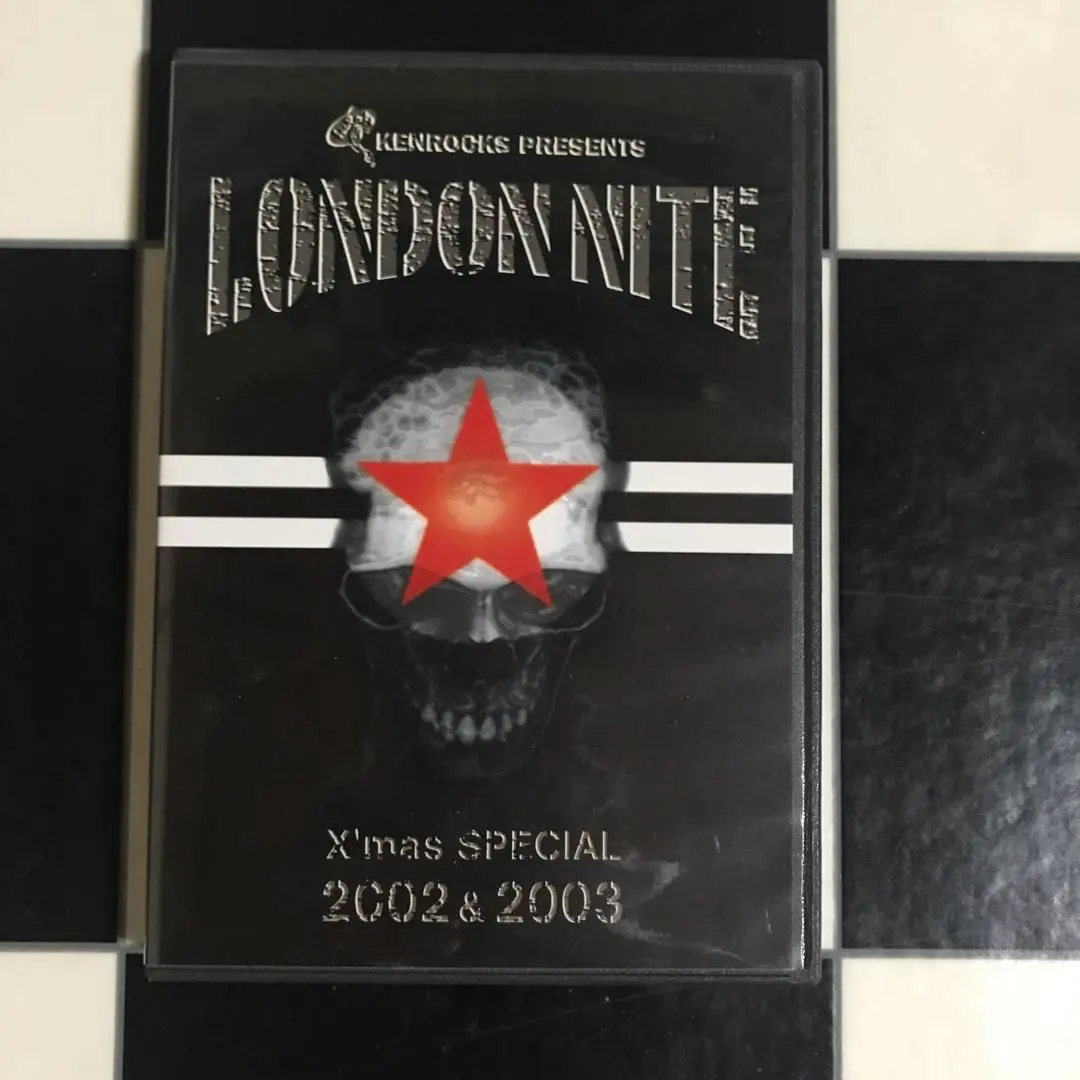 KENROCKS PRESENTS
LONDON NITE
X'mas SPECIAL
2002 & 2003